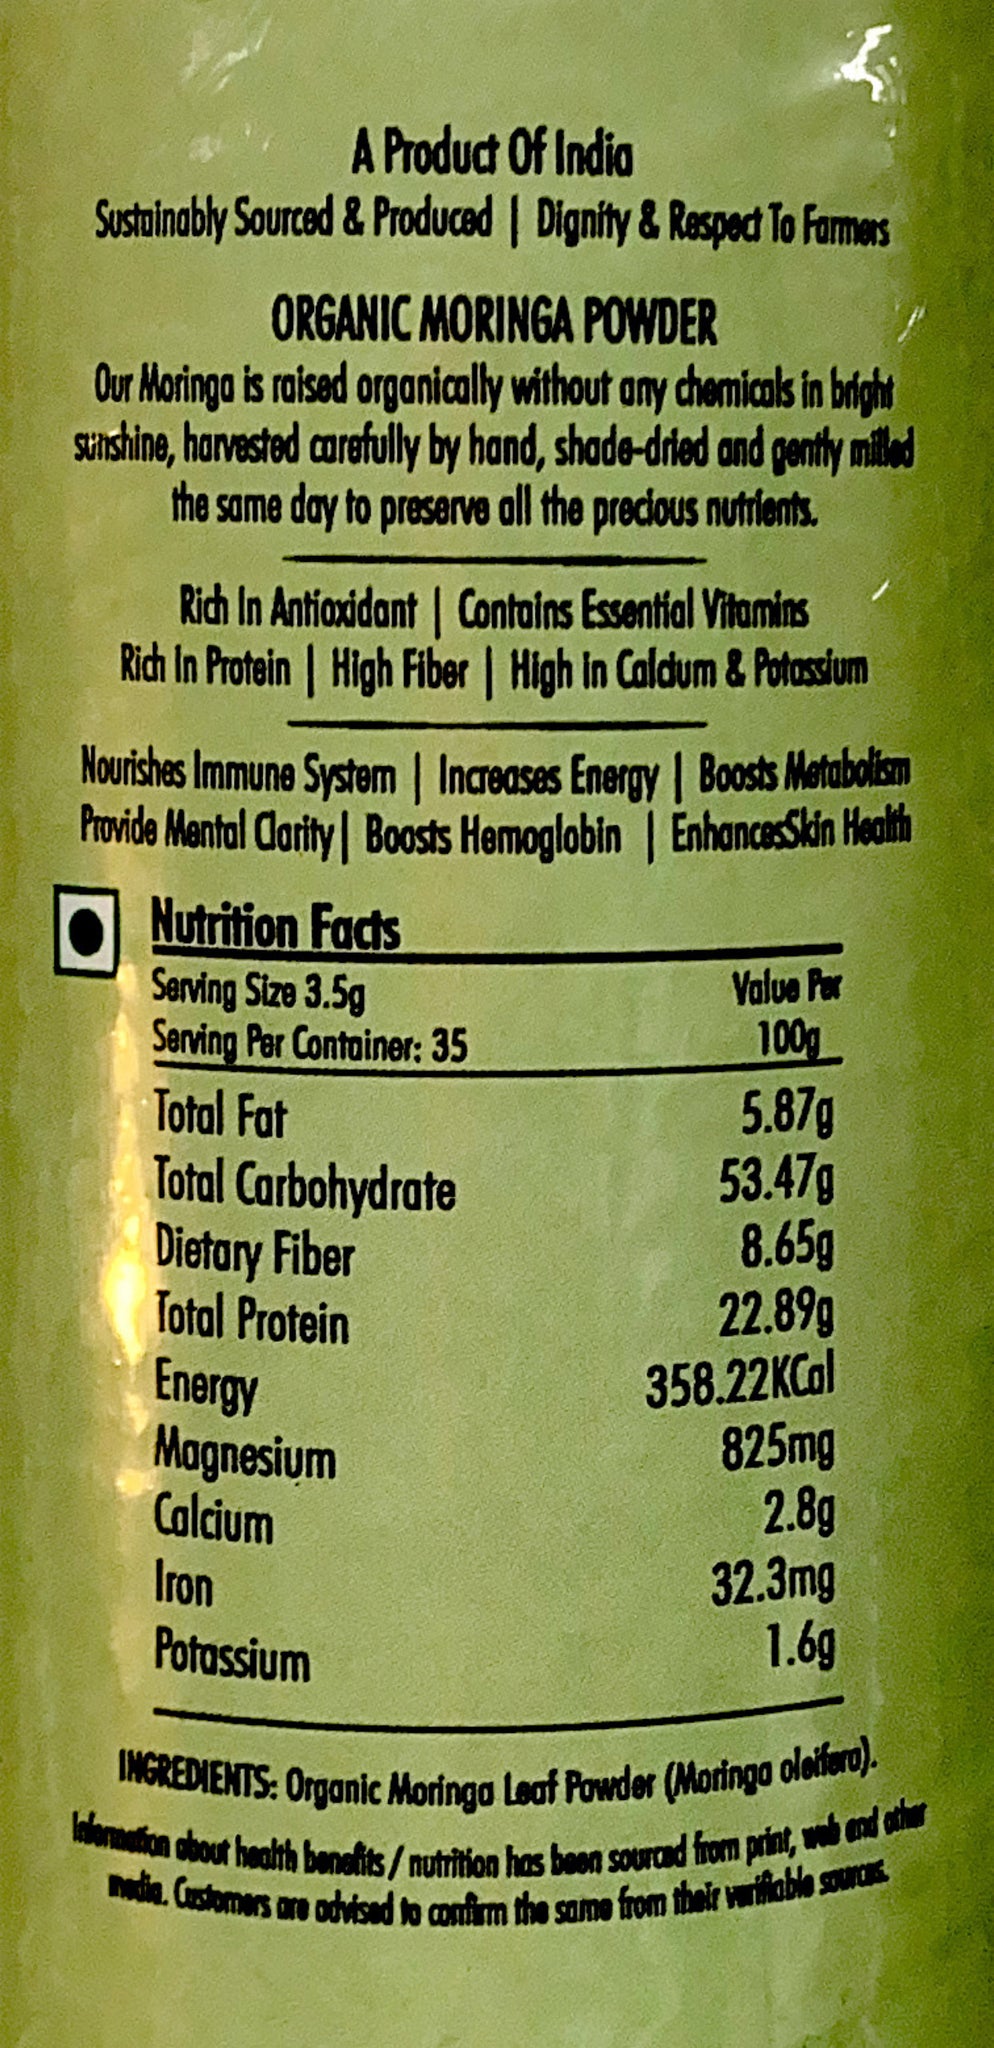 A Product Of India
Sustainably Sourced & Produced | Dignity & Respect To Farmers
ORGANIC MORINGA POWDER
Our Moringa is raised organically without any chemicals in bright
sunshine, harvested carefully by hand, shade-dried and gently milled
the same day to preserve all the precious nutrients.
Rich In Antioxidant | Contains Essential Vitamins
Rich In Protein | High Fiber | High in Calcium & Potassium
Nourishes Immune System | Increases Energy | Boosts Metabolism
Provide Mental Clarity| Boosts Hemoglobin | EnhancesSkin Health
Nutrition Facts
Serving Size 3.5g Value Per
Serving Per Container: 35 100g
Total Fat 5.87g
Total Carbohydrate 53.47g
Dietary Fiber 8.65g
Total Protein 22.89g
Energy 358.22KCal
Magnesium 825mg
Calcium 2.8g
Iron 32.3mg
Potassium 1.6g
INGREDIENTS: Organic Moringa Leaf Powder (Moringa oleifera).
Information about health benefits / nutrition has been sourced from print, web and other
media. Customers are advised to confirm the same from their verifiable sources.